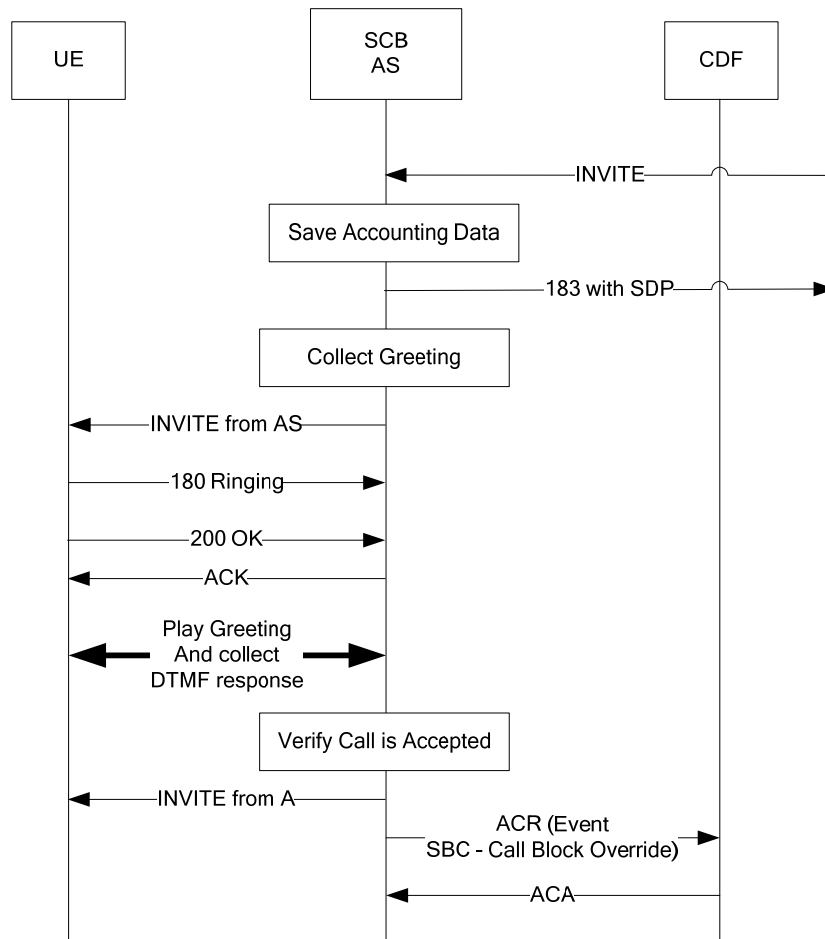 UE
SCB
AS
CDF
INVITE
Save Accounting Data
183 with SDP
Collect Greeting
INVITE from AS
180 Ringing
200 OK
ACK
Play Greeting
And collect
DTMF response
Verify Call is Accepted
INVITE from A
ACR (Event
SBC - Call Block Override)
ACA